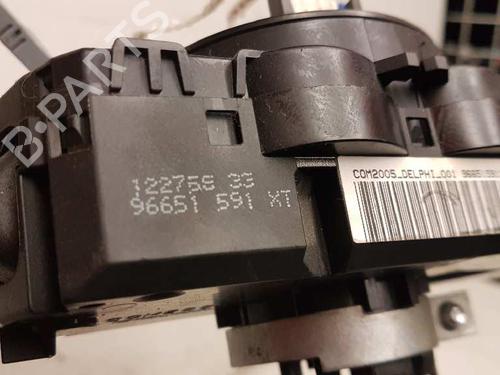 B-PARTS
COM2005_DELPHI_001
122758 33
96651 591 XT